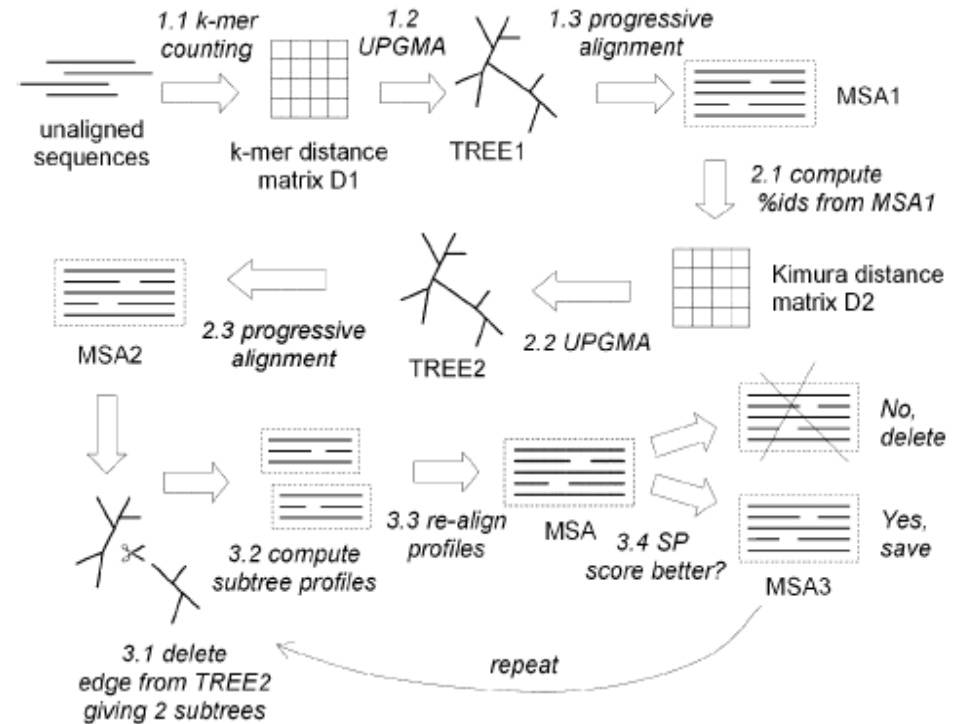 1.1 k-mer
counting
1.2
UPGMA
1.3 progressive
alignment
unaligned
sequences
k-mer distance
matrix D1
TREE1
MSA1
2.1 compute
%ids from MSA1
Kimura distance
matrix D2
2.2 UPGMA
TREE2
2.3 progressive
alignment
MSA2
3.1 delete
edge from TREE2
giving 2 subtrees
3.2 compute
subtree profiles
3.3 re-align
profiles
MSA
3.4 SP
score better?
No,
delete
Yes,
save
MSA3
repeat